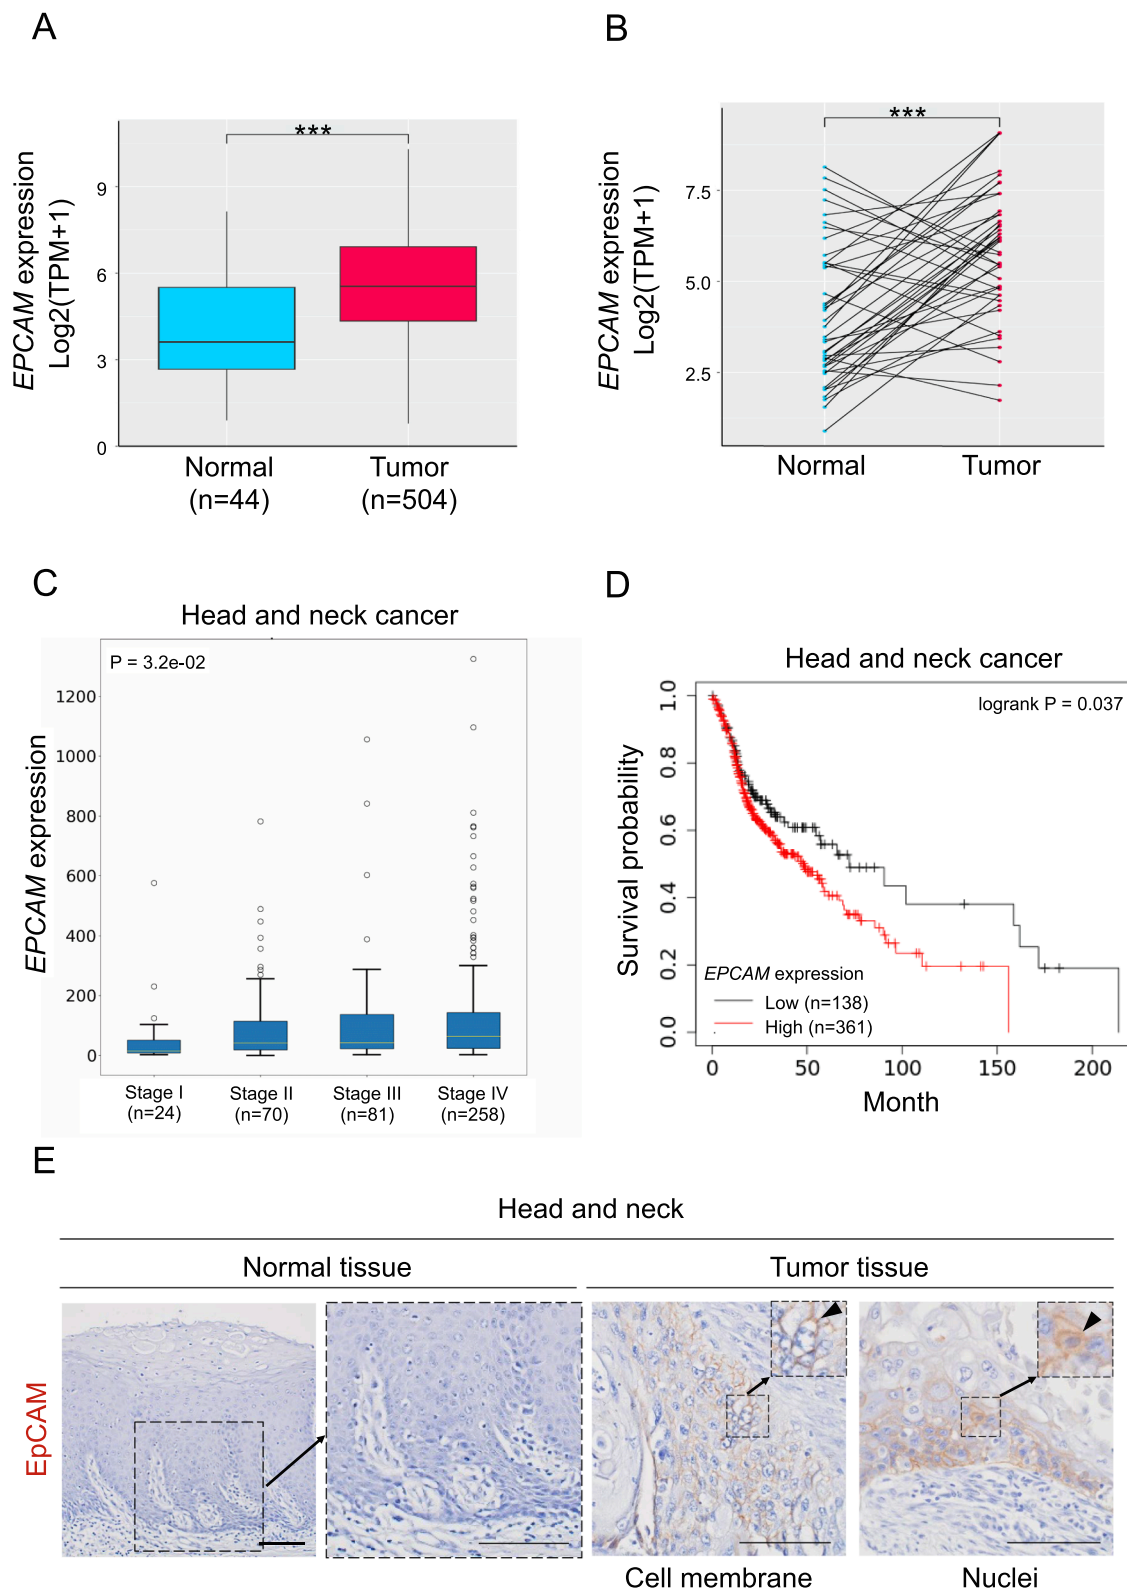 A
EPCAM expression
Log2(TPM+1)
***
9
6
3
0
Normal
(n=44)
Tumor
(n=504)
B
EPCAM expression
Log2(TPM+1)
***
7.5
5.0
2.5
Normal
Tumor
C
Head and neck cancer
P = 3.2e-02
EPCAM expression
1200
1000
800
600
400
200
0
Stage I
(n=24)
Stage II
(n=70)
Stage III
(n=81)
Stage IV
(n=258)
D
Head and neck cancer
logrank P = 0.037
Survival probability
1.0
0.8
0.6
0.4
0.2
0.0
EPCAM expression
Low (n=138)
High (n=361)
0
50
100
150
200
Month
E
Head and neck
Normal tissue
Tumor tissue
EpCAM
Cell membrane
Nuclei